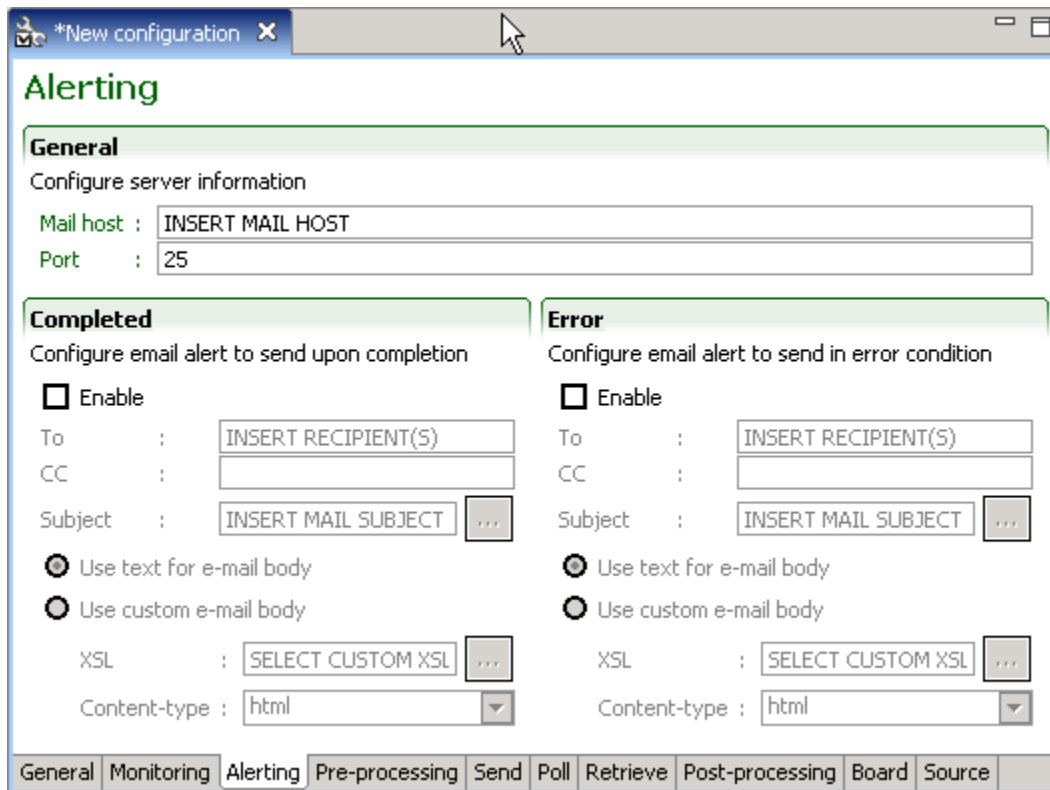 *New configuration
Alerting
General
Configure server information
Mail host : INSERT MAIL HOST
Port : 25
Completed
Configure email alert to send upon completion
Enable
To : INSERT RECIPIENT(S)
CC :
Subject : INSERT MAIL SUBJECT ...
Use text for e-mail body
Use custom e-mail body
XSL : SELECT CUSTOM XSL ...
Content-type : html
Error
Configure email alert to send in error condition
Enable
To : INSERT RECIPIENT(S)
CC :
Subject : INSERT MAIL SUBJECT ...
Use text for e-mail body
Use custom e-mail body
XSL : SELECT CUSTOM XSL ...
Content-type : html
General Monitoring Alerting Pre-processing Send Poll Retrieve Post-processing Board Source